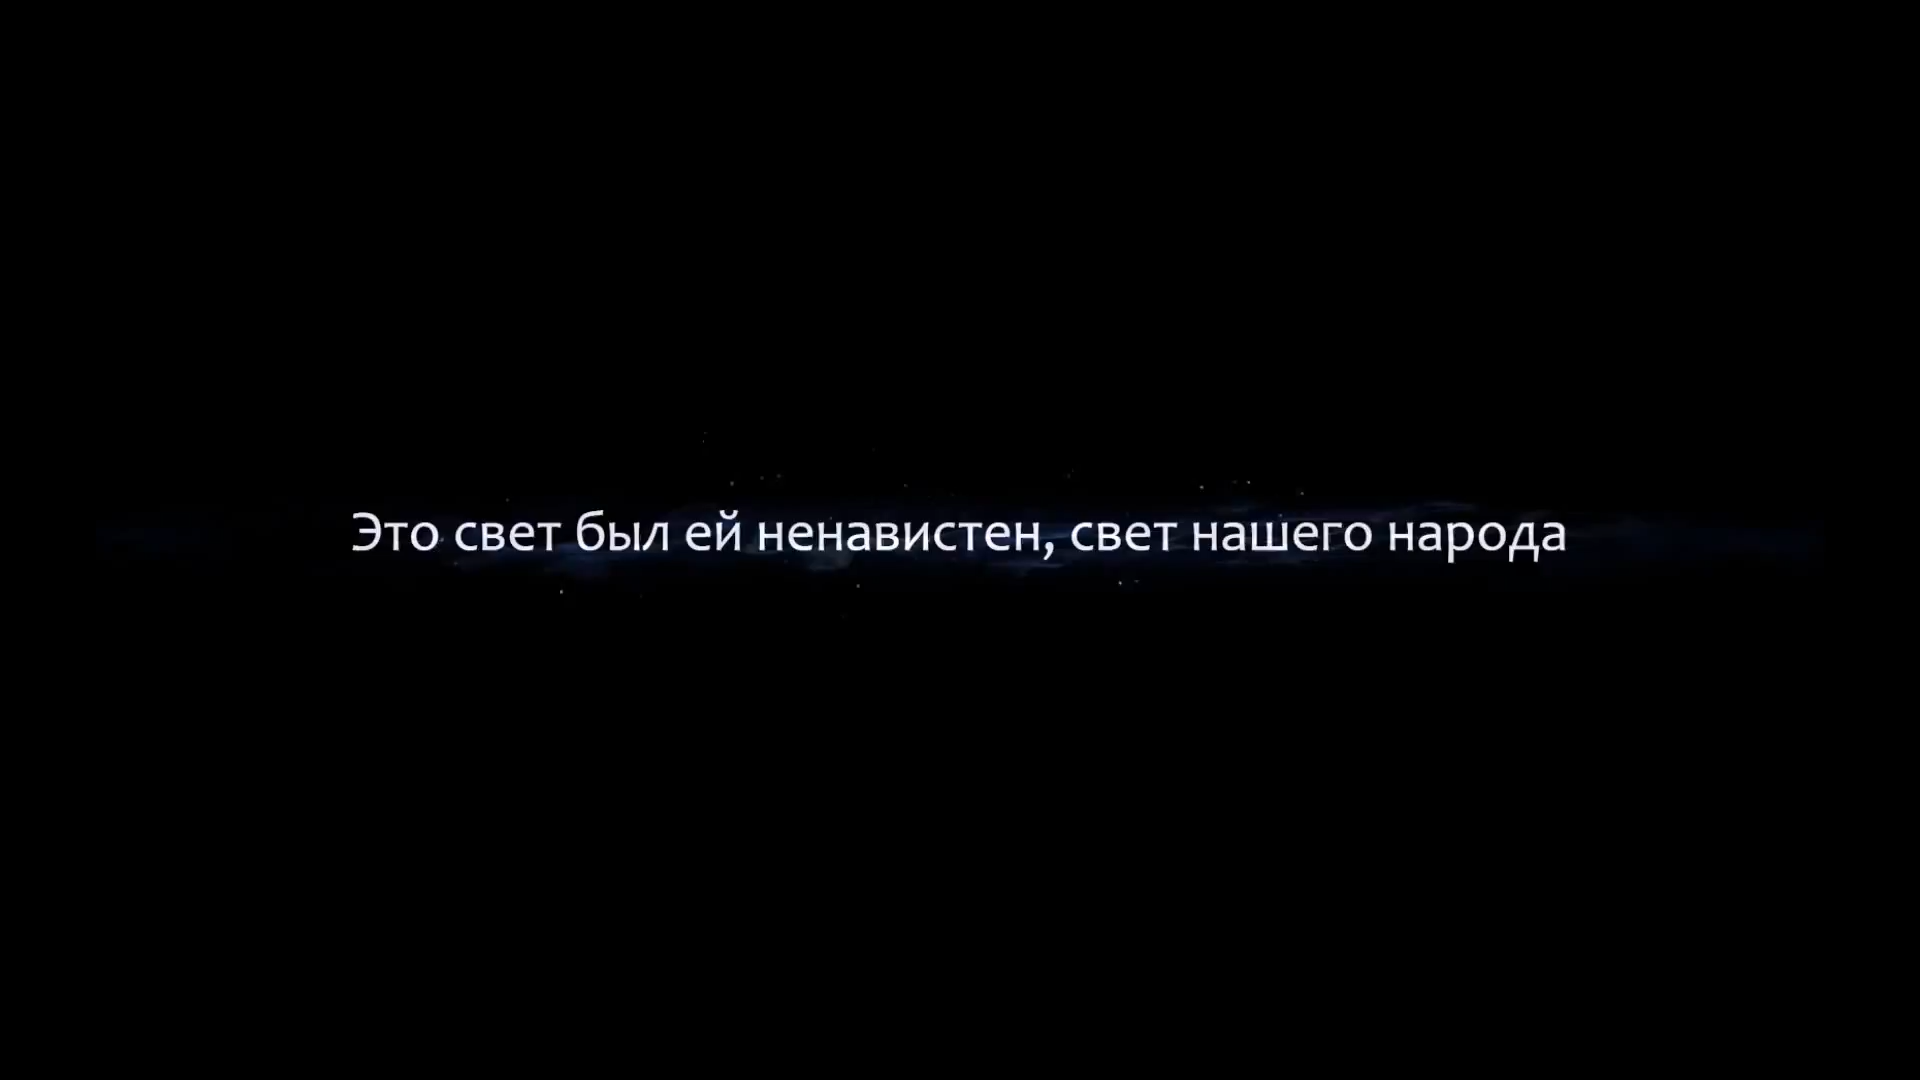 Это свет был ей ненавистен, свет нашего народа